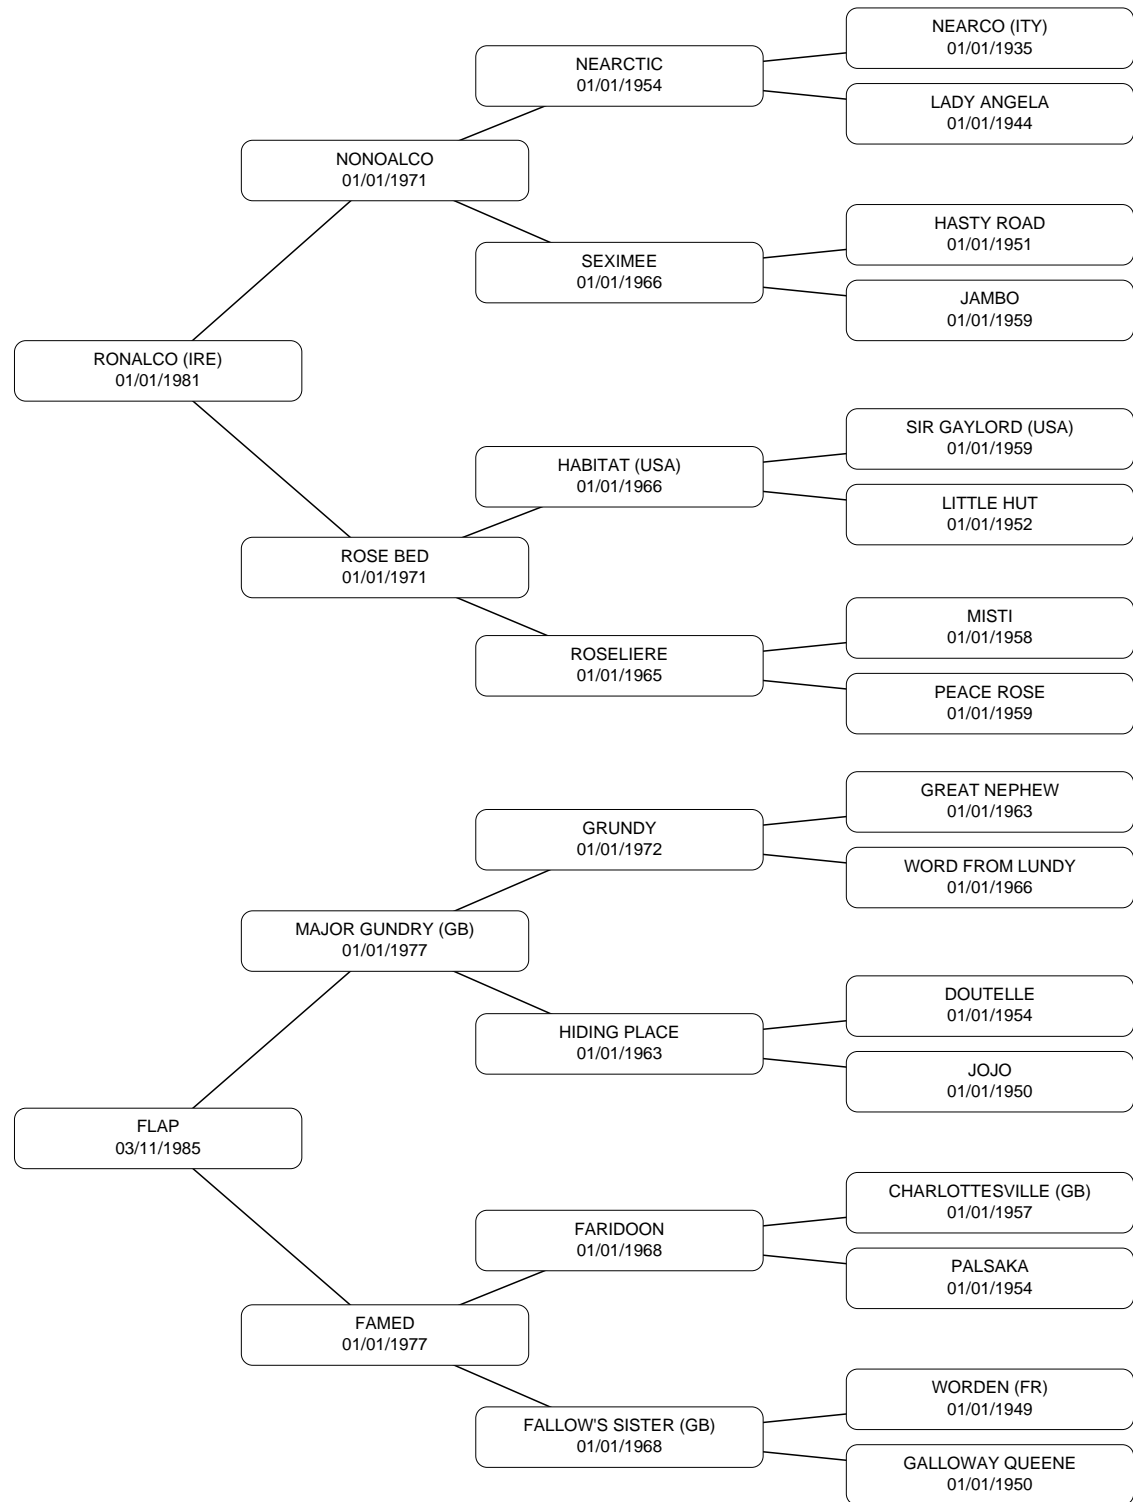 NEARCO (ITY)
01/01/1935
NEARCTIC
01/01/1954
LADY ANGELA
01/01/1944
NONOALCO
01/01/1971
HASTY ROAD
01/01/1951
SEXIMEE
01/01/1966
JAMBO
01/01/1959
RONALCO (IRE)
01/01/1981
SIR GAYLORD (USA)
01/01/1959
HABITAT (USA)
01/01/1966
LITTLE HUT
01/01/1952
ROSE BED
01/01/1971
MISTI
01/01/1958
ROSELIERE
01/01/1965
PEACE ROSE
01/01/1959
GREAT NEPHEW
01/01/1963
GRUNDY
01/01/1972
WORD FROM LUNDY
01/01/1966
MAJOR GUNDRY (GB)
01/01/1977
DOUTELLE
01/01/1954
HIDING PLACE
01/01/1963
JOJO
01/01/1950
FLAP
03/11/1985
CHARLOTTESVILLE (GB)
01/01/1957
FARIDOON
01/01/1968
PALSAKA
01/01/1954
FAMED
01/01/1977
WORDEN (FR)
01/01/1949
FALLOW'S SISTER (GB)
01/01/1968
GALLOWAY QUEENE
01/01/1950